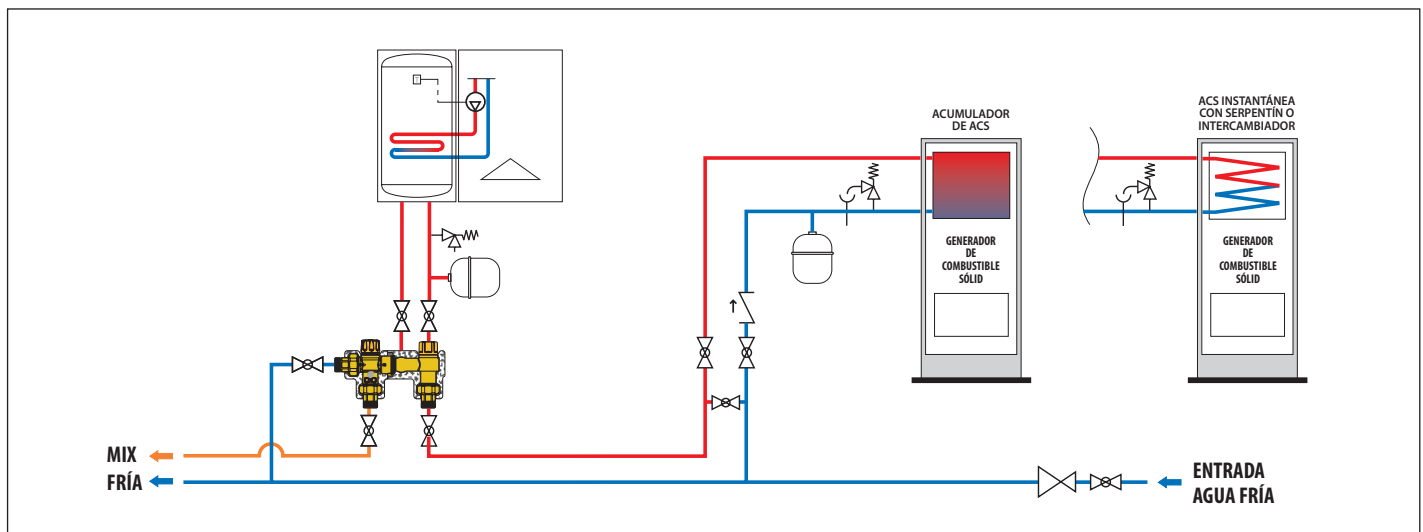 ACUMULADOR
DE ACS
ACS INSTANTÁNEA
CON SERPENTÍN O
INTERCAMBIADOR
T
GENERADOR
DE
COMBUSTIBLE
SÓLID
GENERADOR
DE
COMBUSTIBLE
SÓLID
MIX
FRÍA
ENTRADA
AGUA FRÍA